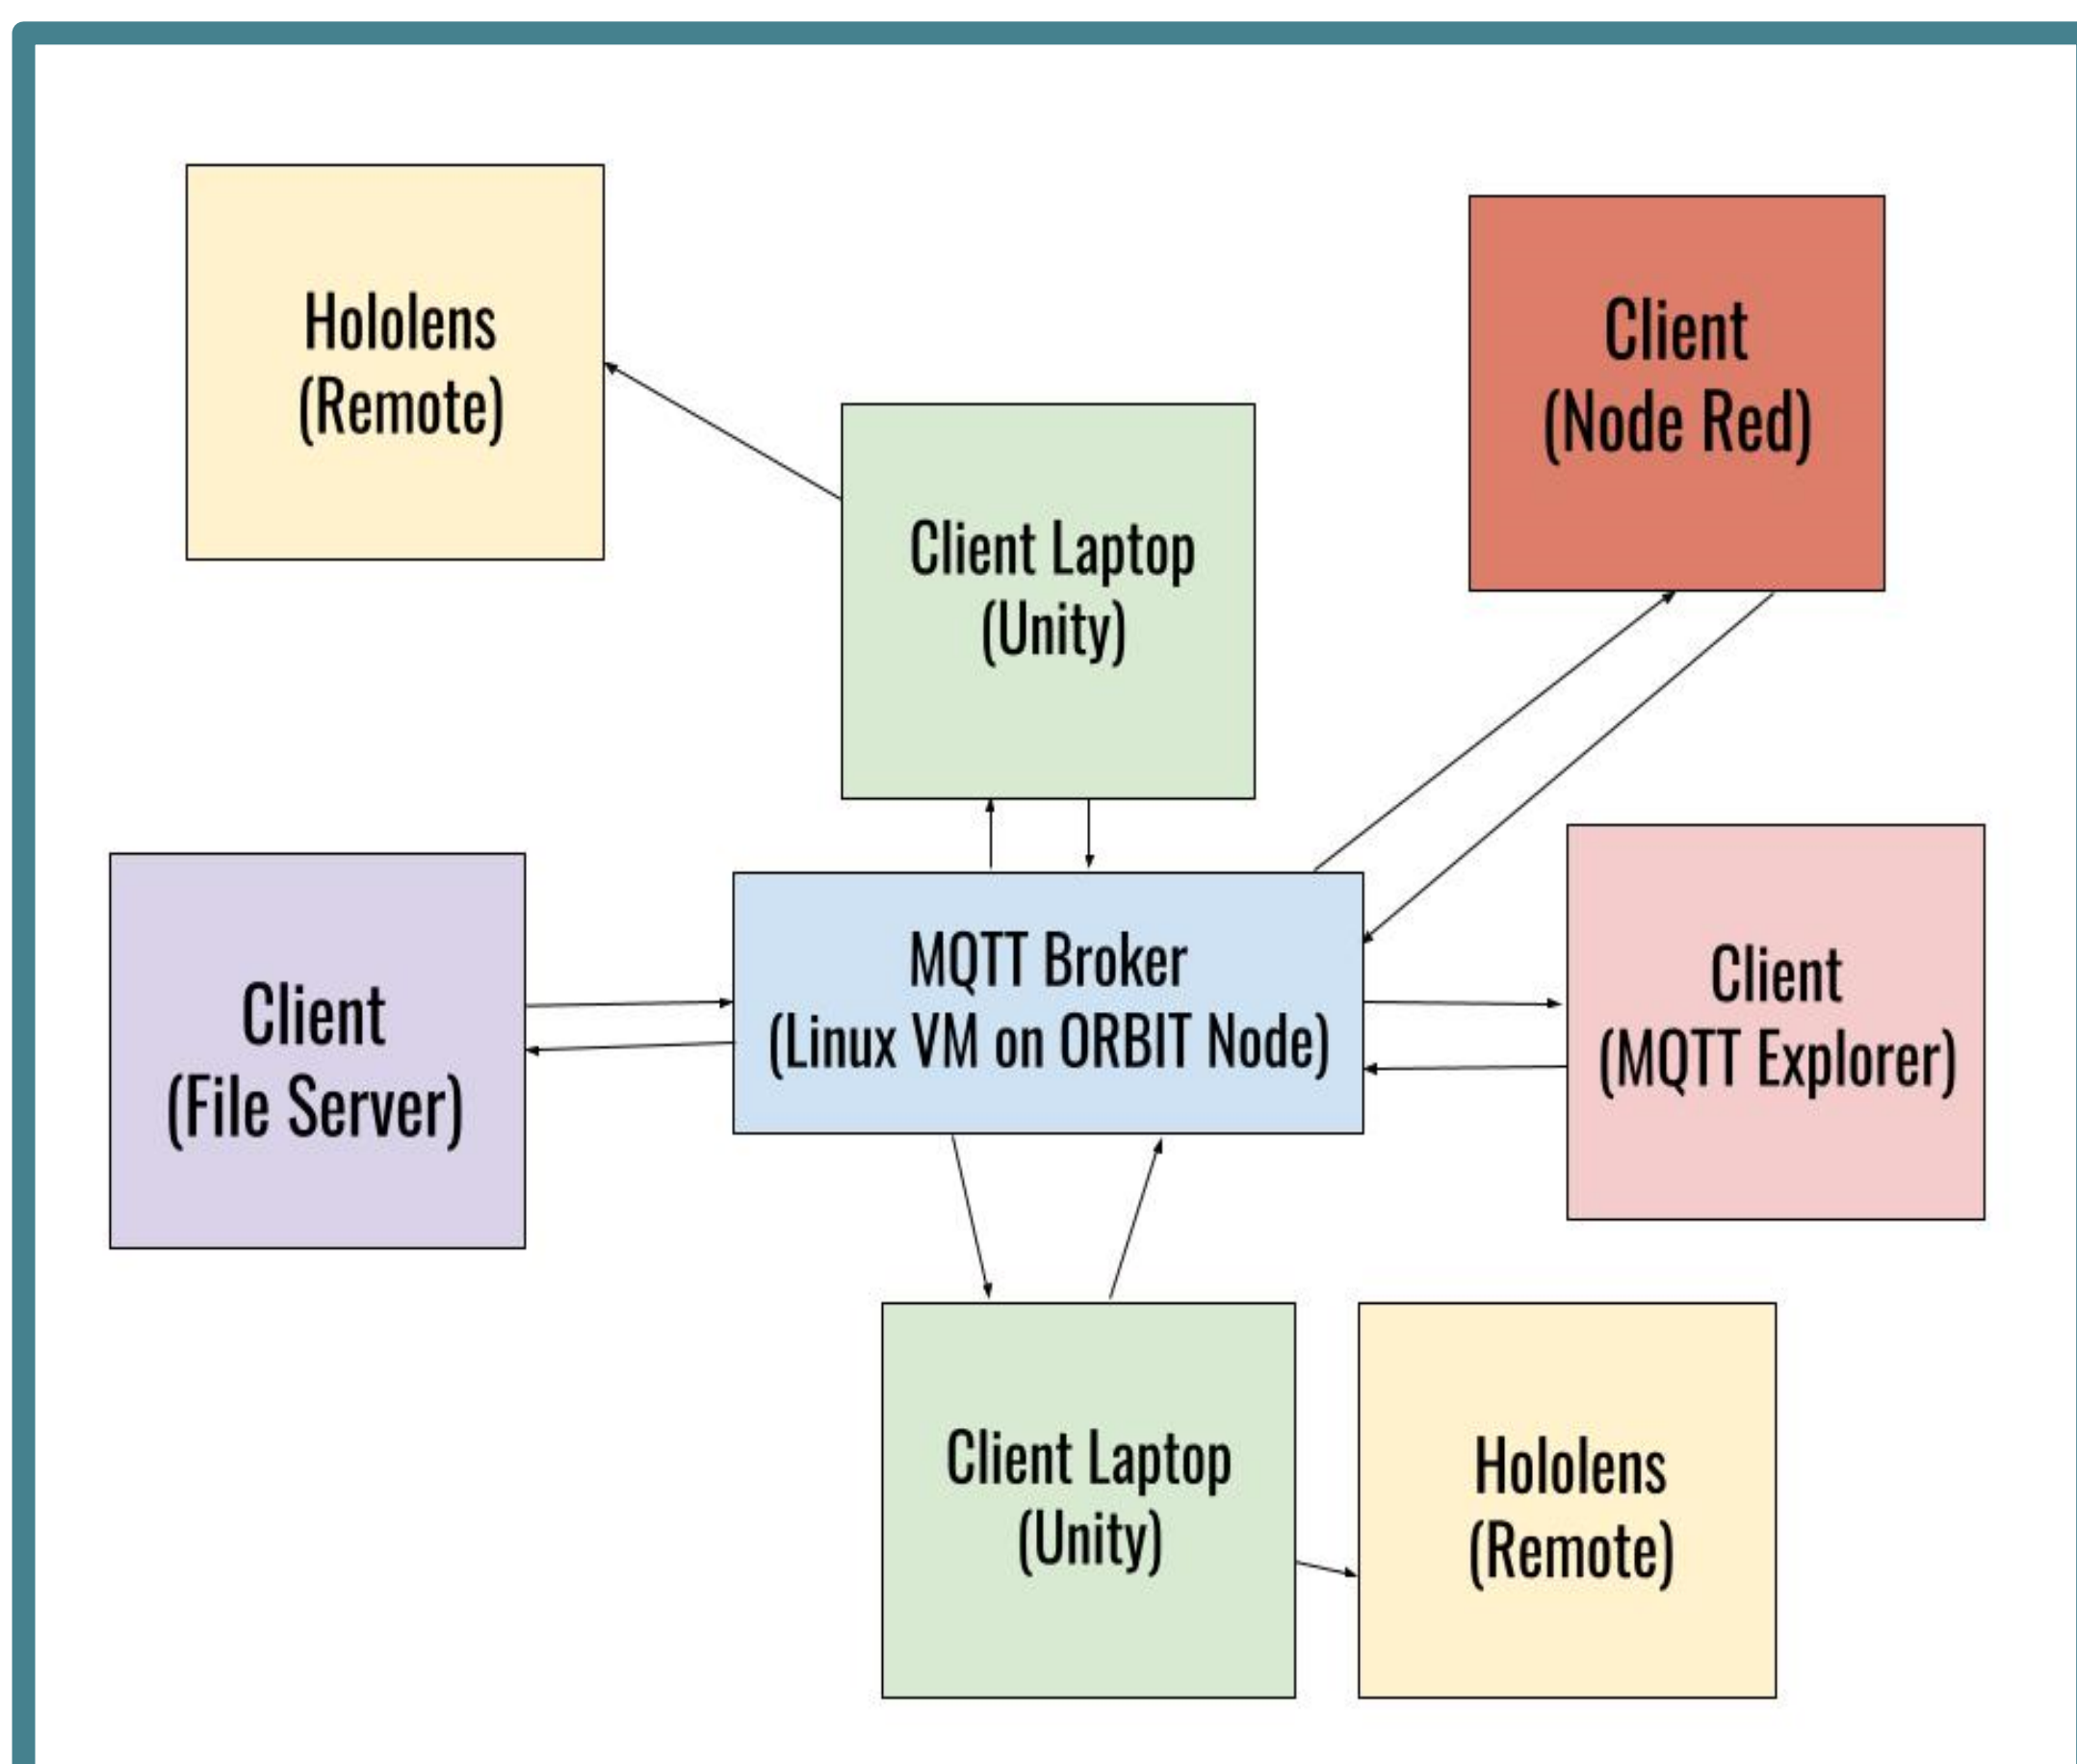 Hololens
(Remote)
Client
(Node Red)
Client Laptop
(Unity)
Client
(File Server)
MQTT Broker
(Linux VM on ORBIT Node)
Client
(MQTT Explorer)
Client Laptop
(Unity)
Hololens
(Remote)